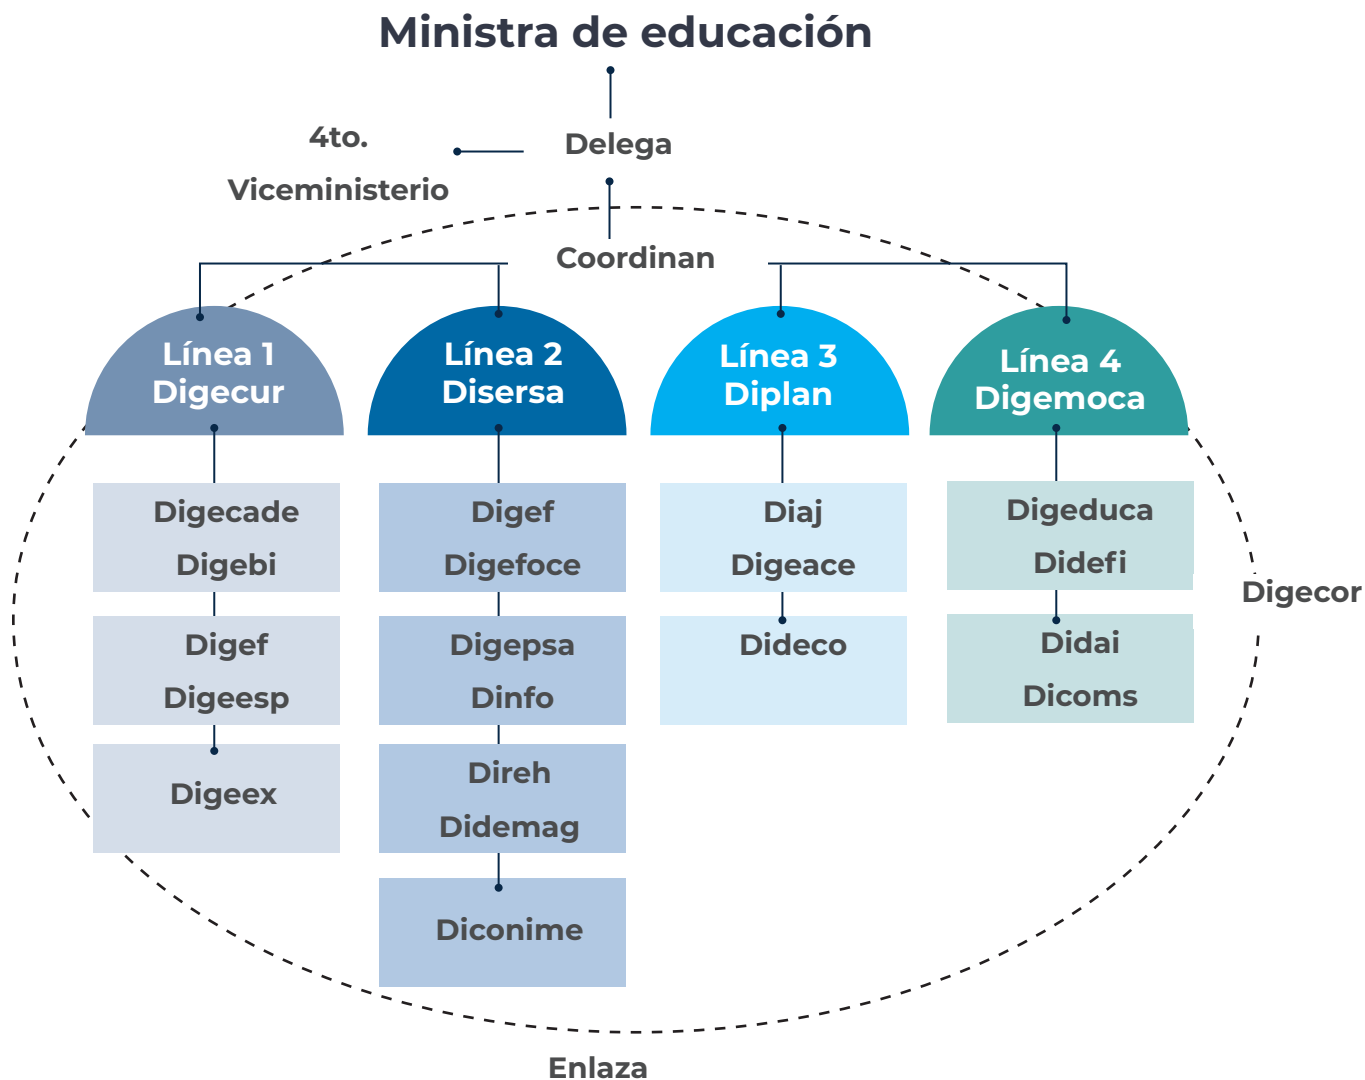 Ministra de educación
4to.
Viceministerio
Delega
Coordinan
Línea 1
Digecur
Línea 2
Disersa
Línea 3
Diplan
Línea 4
Digemoca
Digecade
Digebi
Digef
Digeesp
Digeex
Digef
Digefoce
Digepsa
Dinfo
Direh
Didemag
Diconime
Diaj
Digeace
Dideco
Digeduca
Didefi
Didai
Dicoms
Digecor
Enlaza